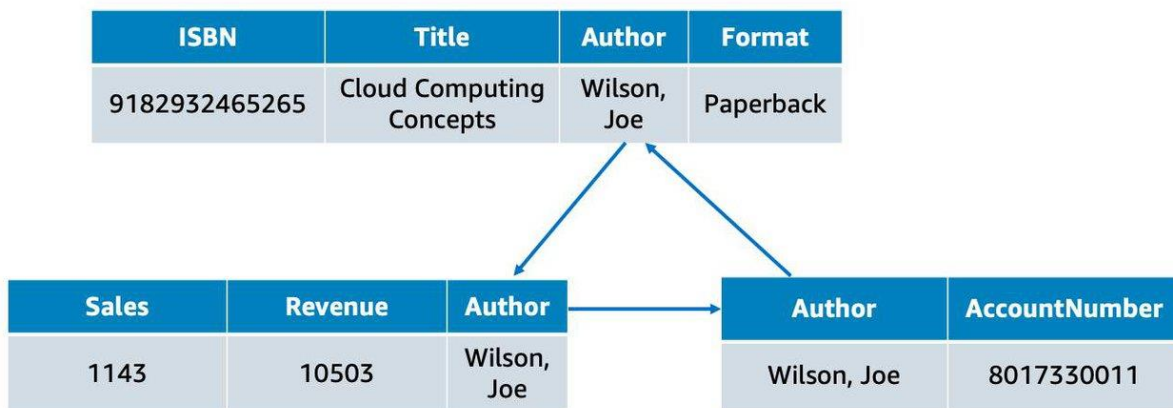 ISBN Title Author Format
9182932465265 Cloud Computing Concepts Wilson, Joe Paperback
Sales Revenue Author
1143 10503 Wilson, Joe
Author AccountNumber
Wilson, Joe 8017330011